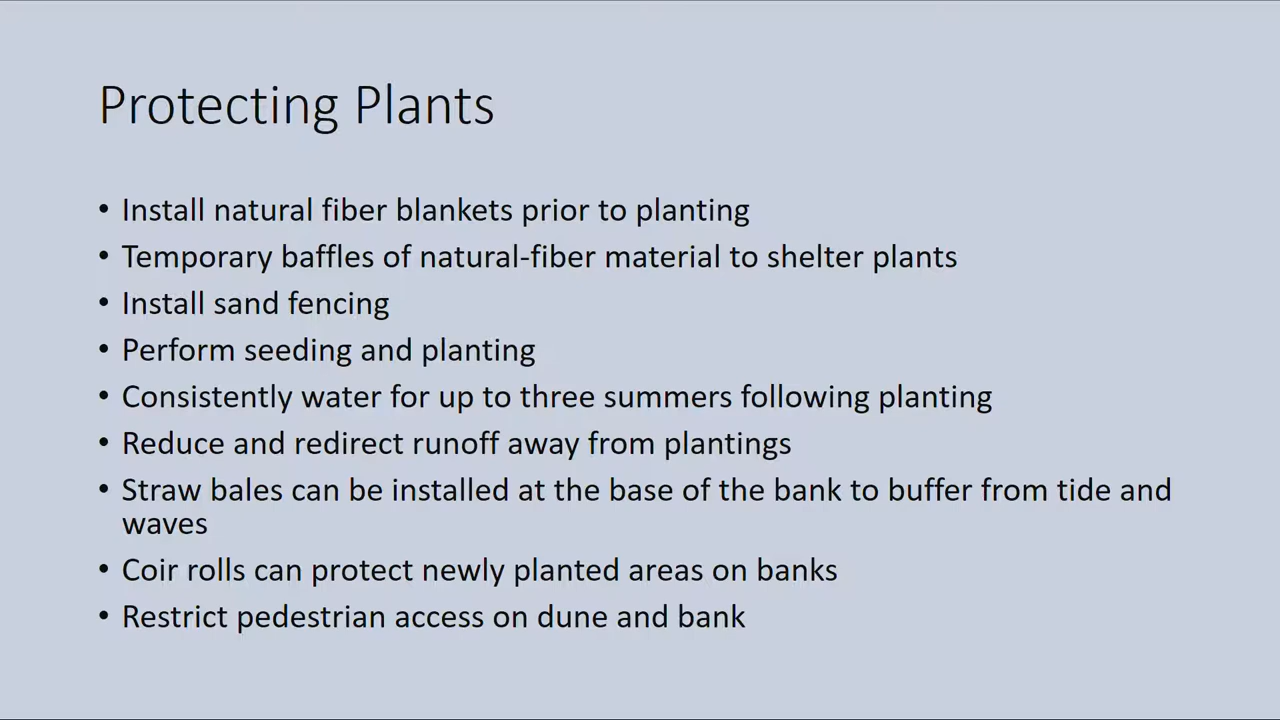 Protecting Plants
• Install natural fiber blankets prior to planting
• Temporary baffles of natural-fiber material to shelter plants
• Install sand fencing
• Perform seeding and planting
• Consistently water for up to three summers following planting
• Reduce and redirect runoff away from plantings
• Straw bales can be installed at the base of the bank to buffer from tide and
waves
• Coir rolls can protect newly planted areas on banks
• Restrict pedestrian access on dune and bank